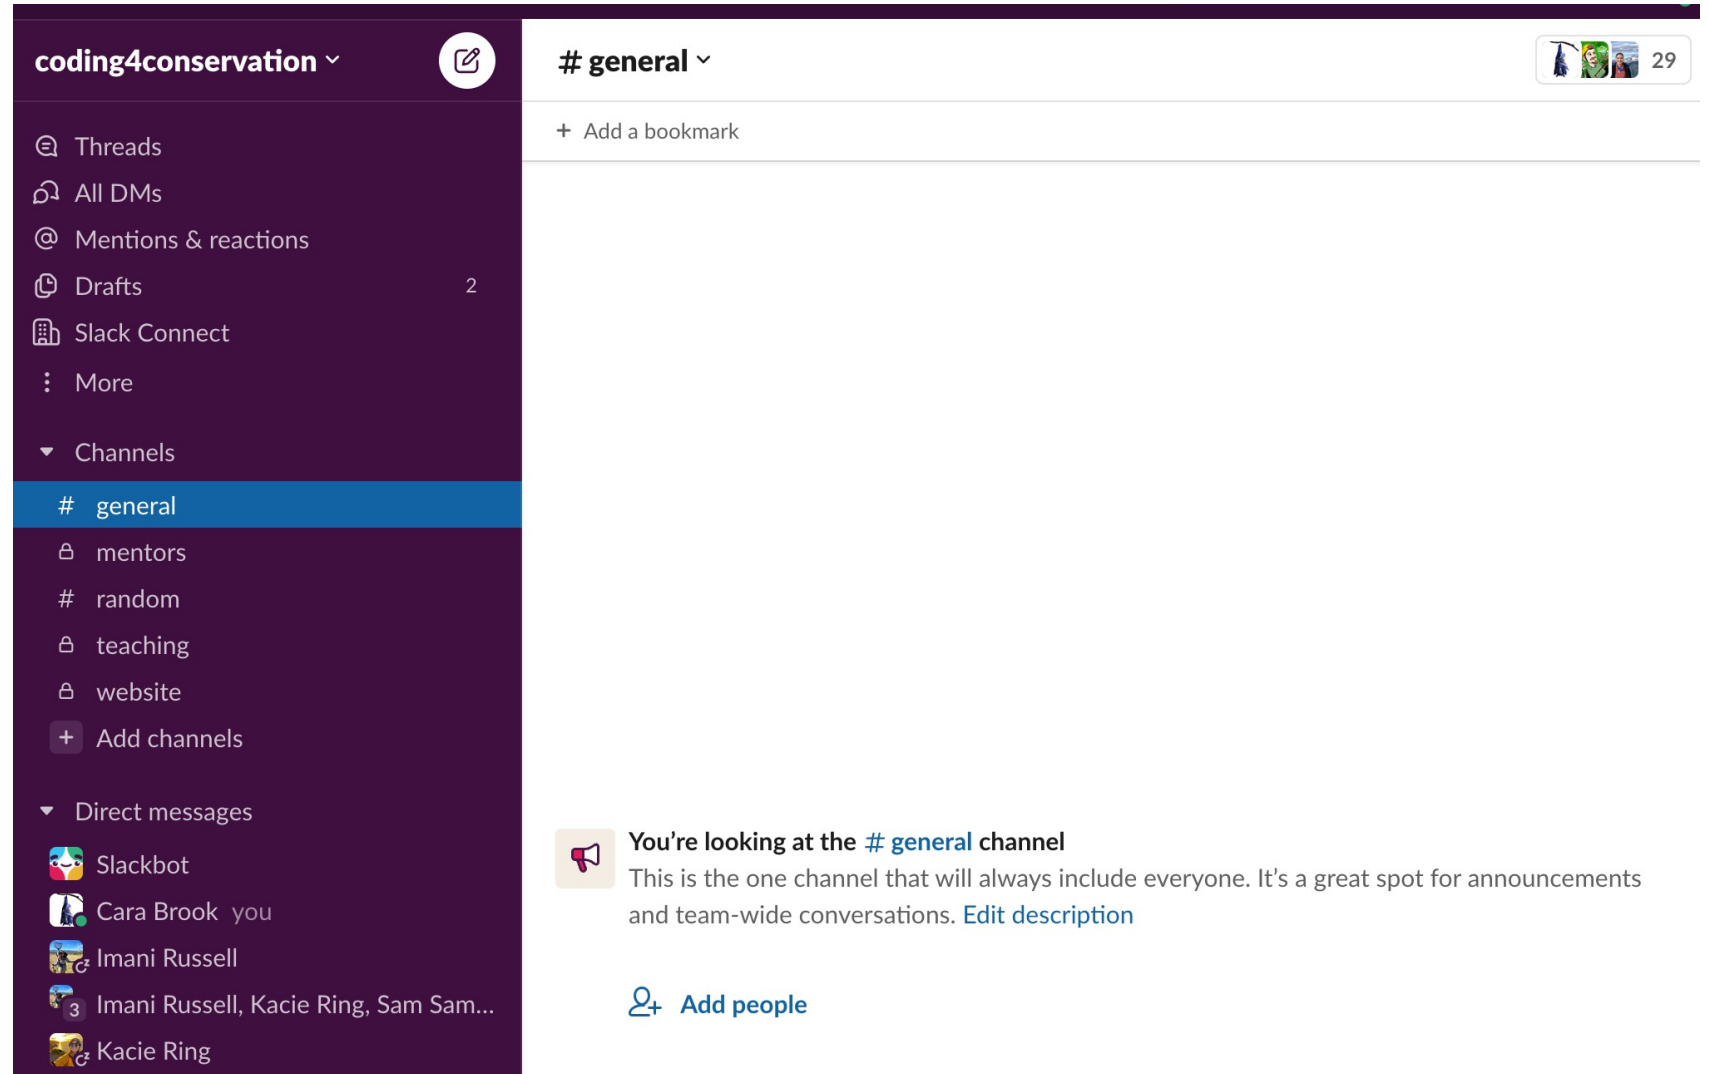 coding4conservation
Threads
All DMs
Mentions & reactions
Drafts 2
Slack Connect
More
Channels
# general
mentors
# random
teaching
website
+ Add channels
Direct messages
Slackbot
Cara Brook you
Imani Russell
3 Imani Russell, Kacie Ring, Sam Sam...
Kacie Ring
# general
29
+ Add a bookmark
You’re looking at the # general channel
This is the one channel that will always include everyone. It’s a great spot for announcements
and team-wide conversations. Edit description
Add people